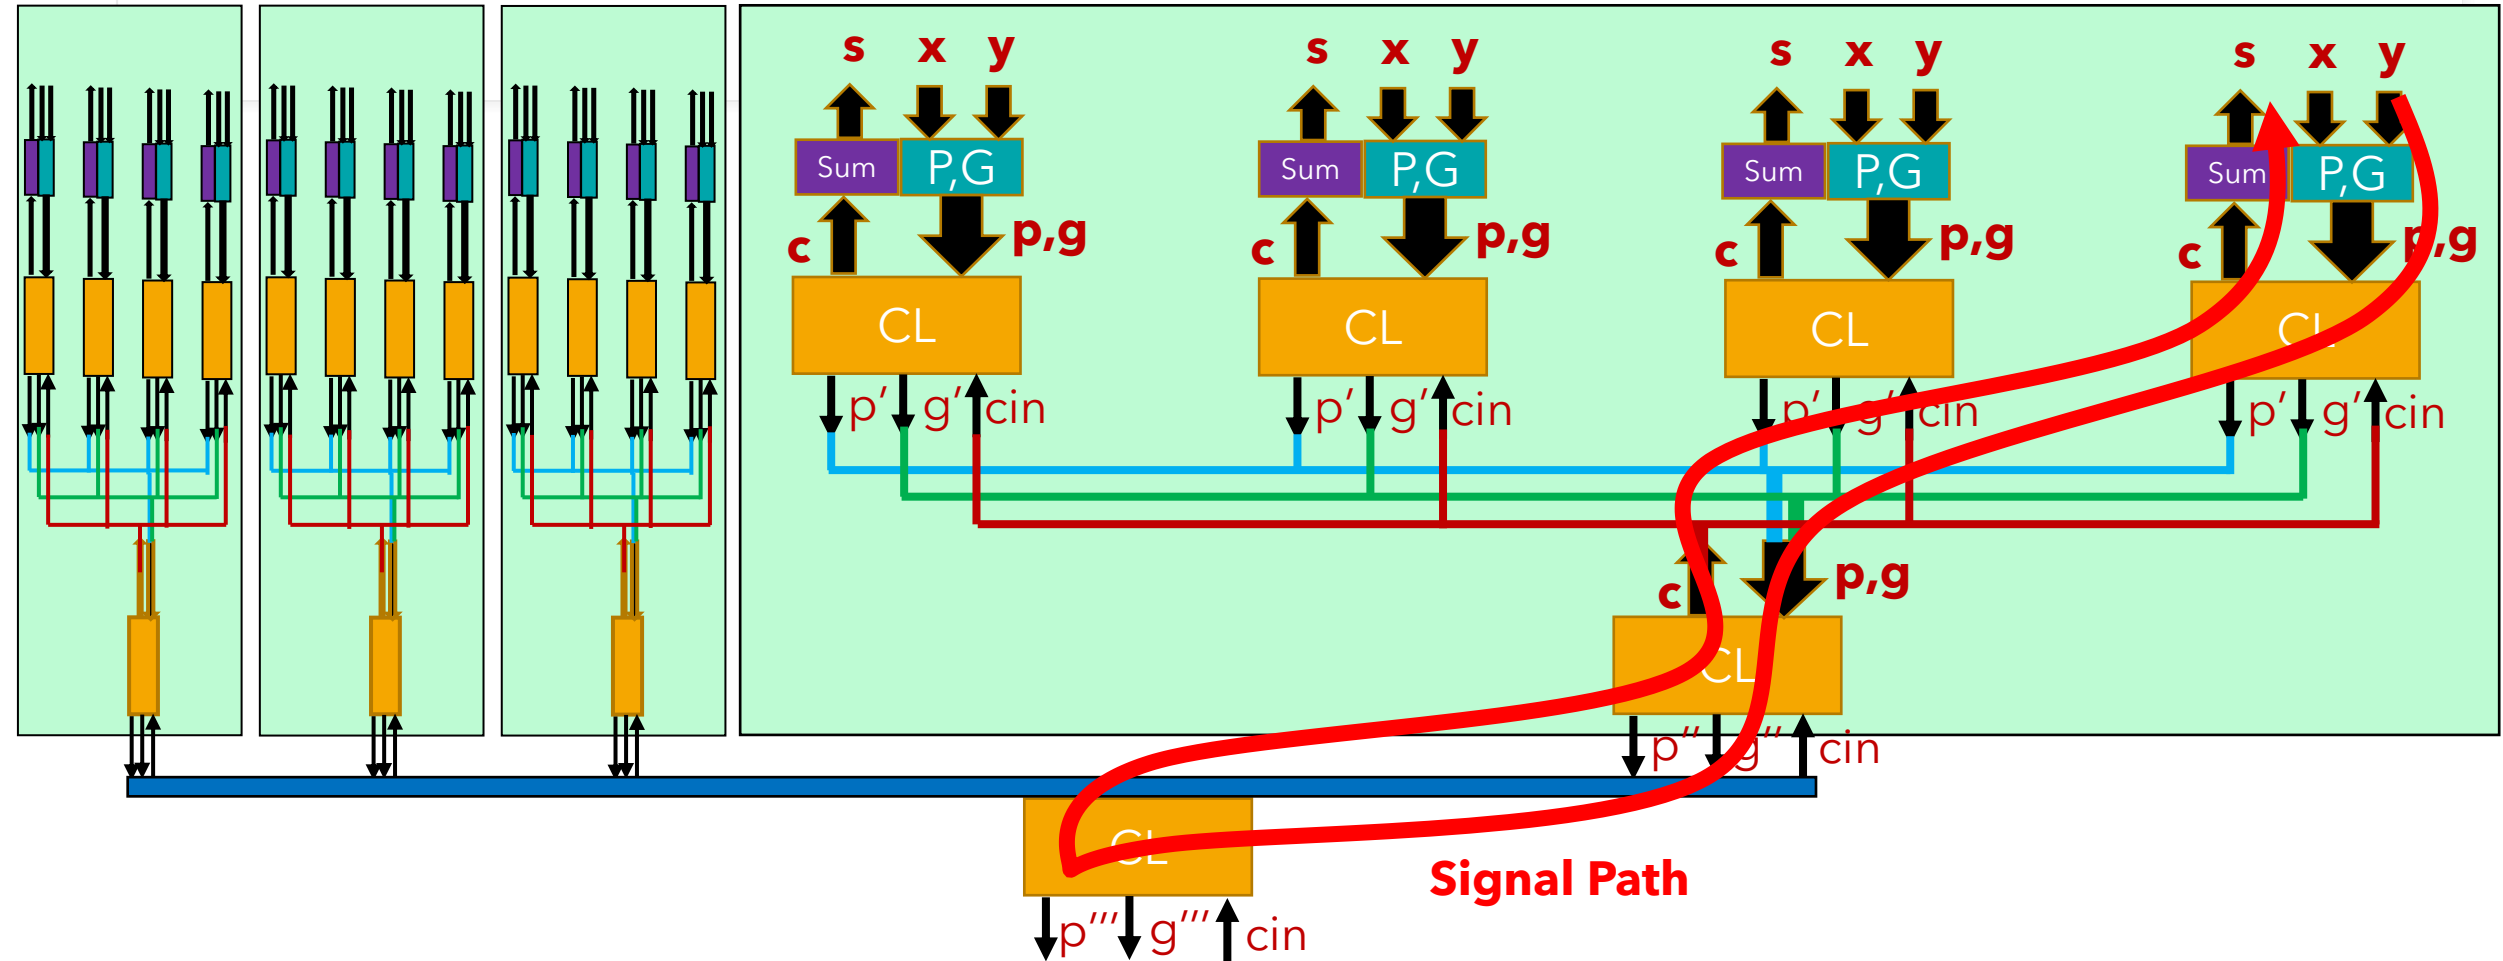 s x y s x y s x y s x y
Sum P,G Sum P,G Sum P,G Sum P,G
c p,g c p,g c p,g c p,g
CL CL CL CL
p′ g′ cin p′ g′ cin p′ g′ cin p′ g′ cin
c p,g
CL
p″ g″ cin
CL
Signal Path
p‴ g‴ cin